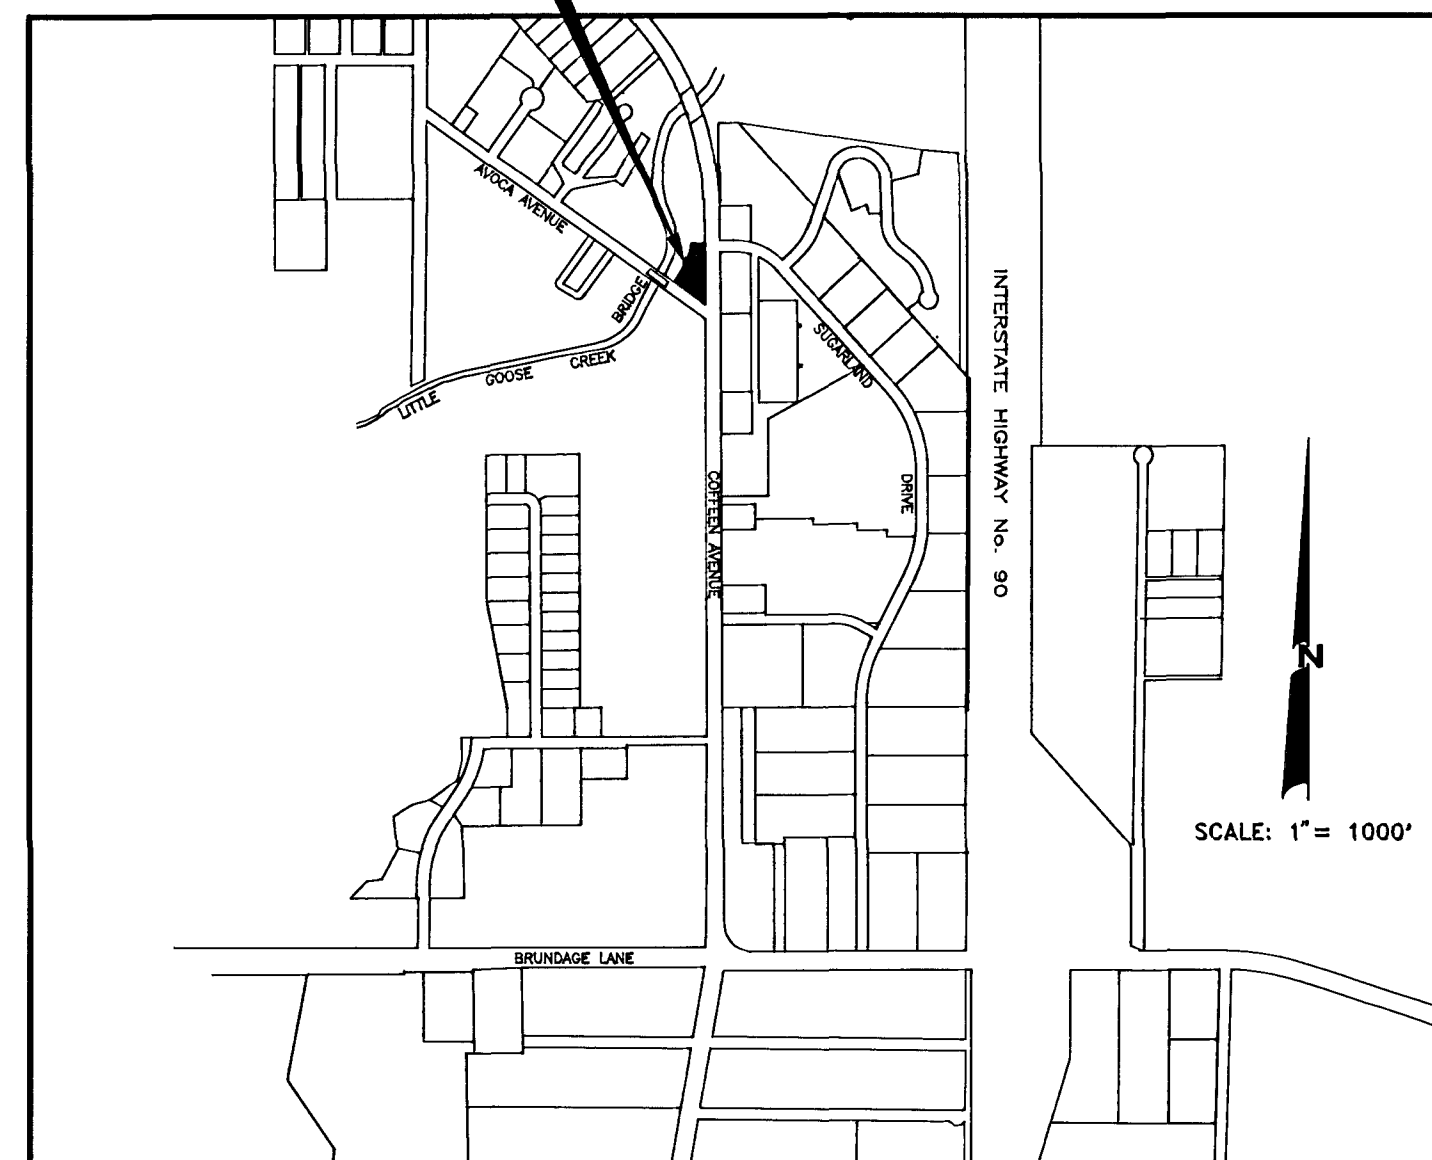 AVOCA AVENUE
BRIDGE
LITTLE GOOSE CREEK
SUGARLAND DRIVE
INTERSTATE HIGHWAY No. 90
COFFEEN AVENUE
N
SCALE: 1"= 1000'
BRUNDAGE LANE